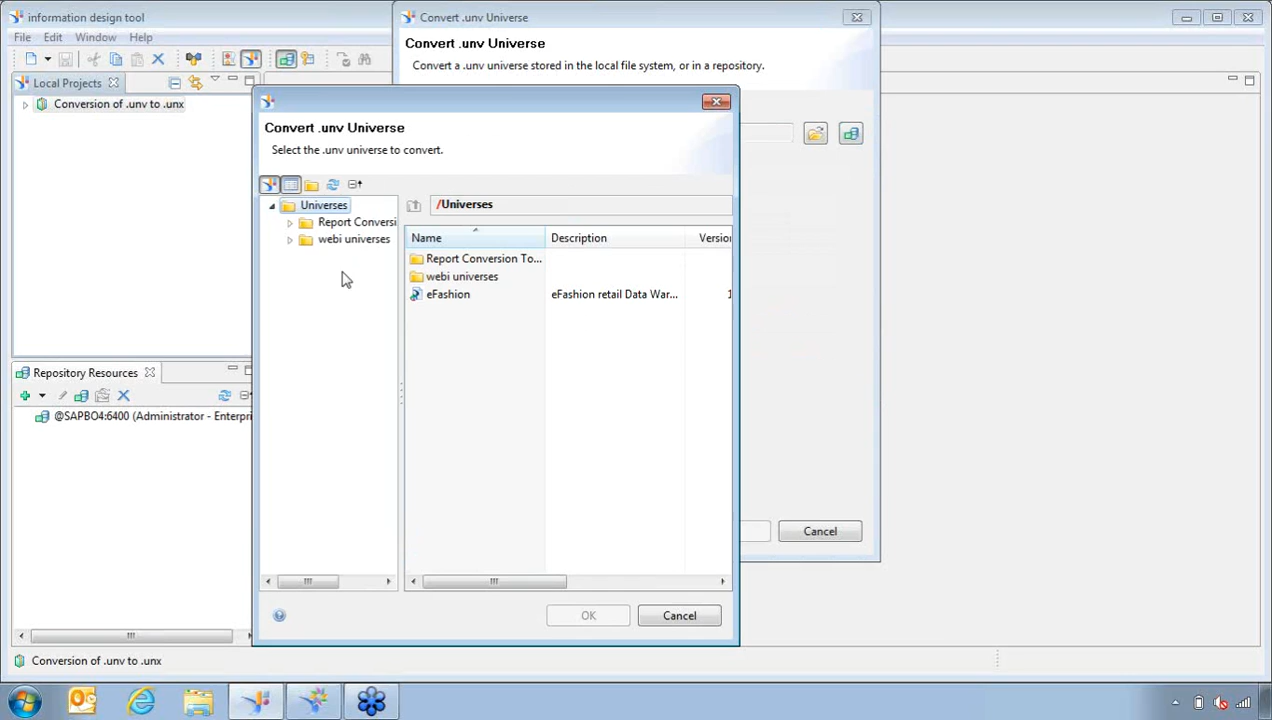 information design tool
Convert .unv Universe
File Edit Window Help
Convert .unv Universe
Convert a .unv universe stored in the local file system, or in a repository.
Local Projects
Conversion of .unv to .unx
Convert .unv Universe
Select the .unv universe to convert.
Universes
Report Conversi
webi universes
/Universes
Name Description Version
Report Conversion To...
webi universes
eFashion eFashion retail Data War... 1
Repository Resources
@SAPBO4:6400 (Administrator - Enterpri
Cancel
OK Cancel
Conversion of .unv to .unx